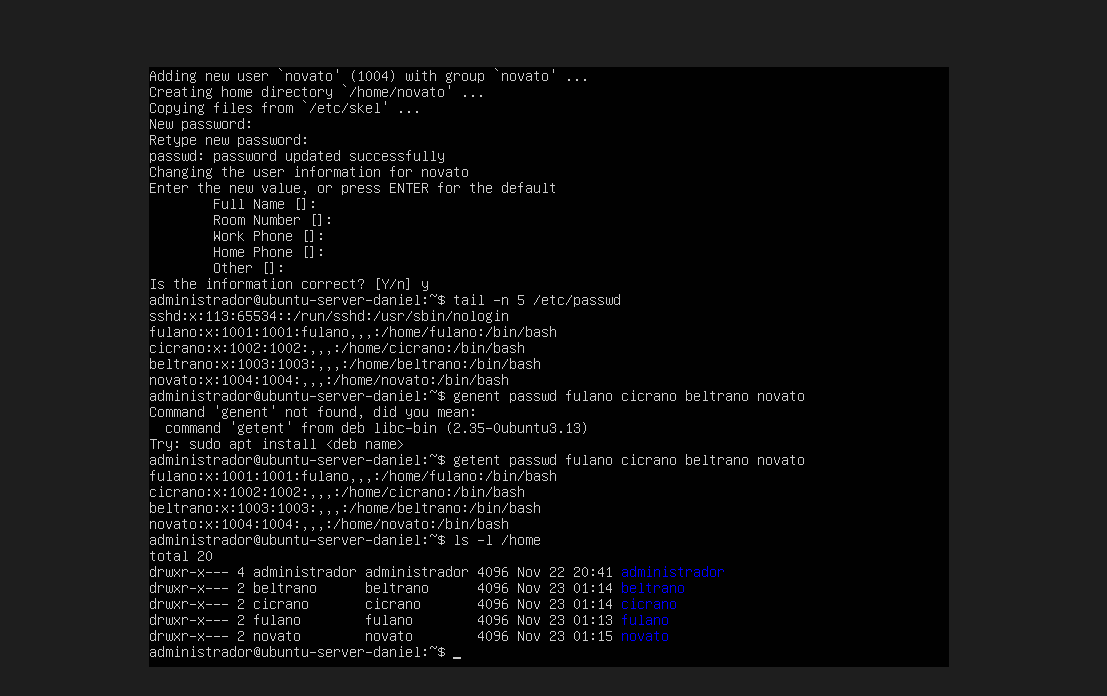 Adding new user `novato' (1004) with group `novato' ...
Creating home directory `/home/novato' ...
Copying files from `/etc/skel' ...
New password:
Retype new password:
passwd: password updated successfully
Changing the user information for novato
Enter the new value, or press ENTER for the default
        Full Name []:
        Room Number []:
        Work Phone []:
        Home Phone []:
        Other []:
Is the information correct? [Y/n] y
administrador@ubuntu-server-daniel:~$ tail -n 5 /etc/passwd
sshd:x:113:65534::/run/sshd:/usr/sbin/nologin
fulano:x:1001:1001:fulano,,,:/home/fulano:/bin/bash
cicrano:x:1002:1002:,,,:/home/cicrano:/bin/bash
beltrano:x:1003:1003:,,,:/home/beltrano:/bin/bash
novato:x:1004:1004:,,,:/home/novato:/bin/bash
administrador@ubuntu-server-daniel:~$ genent passwd fulano cicrano beltrano novato
Command 'genent' not found, did you mean:
  command 'getent' from deb libc-bin (2.35-0ubuntu3.13)
Try: sudo apt install <deb name>
administrador@ubuntu-server-daniel:~$ getent passwd fulano cicrano beltrano novato
fulano:x:1001:1001:fulano,,,:/home/fulano:/bin/bash
cicrano:x:1002:1002:,,,:/home/cicrano:/bin/bash
beltrano:x:1003:1003:,,,:/home/beltrano:/bin/bash
novato:x:1004:1004:,,,:/home/novato:/bin/bash
administrador@ubuntu-server-daniel:~$ ls -l /home
total 20
drwxr-x--- 4 administrador administrador 4096 Nov 22 20:41 administrador
drwxr-x--- 2 beltrano      beltrano      4096 Nov 23 01:14 beltrano
drwxr-x--- 2 cicrano       cicrano       4096 Nov 23 01:14 cicrano
drwxr-x--- 2 fulano        fulano        4096 Nov 23 01:13 fulano
drwxr-x--- 2 novato        novato        4096 Nov 23 01:15 novato
administrador@ubuntu-server-daniel:~$ _